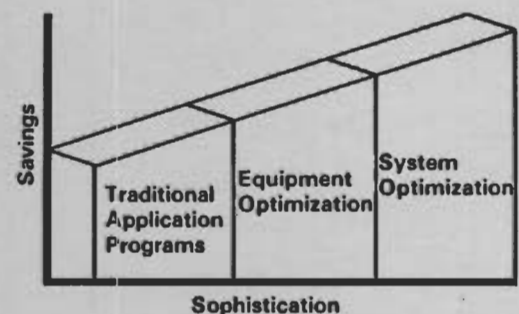 Savings
Traditional
Application
Programs
Equipment
Optimization
System
Optimization
Sophistication